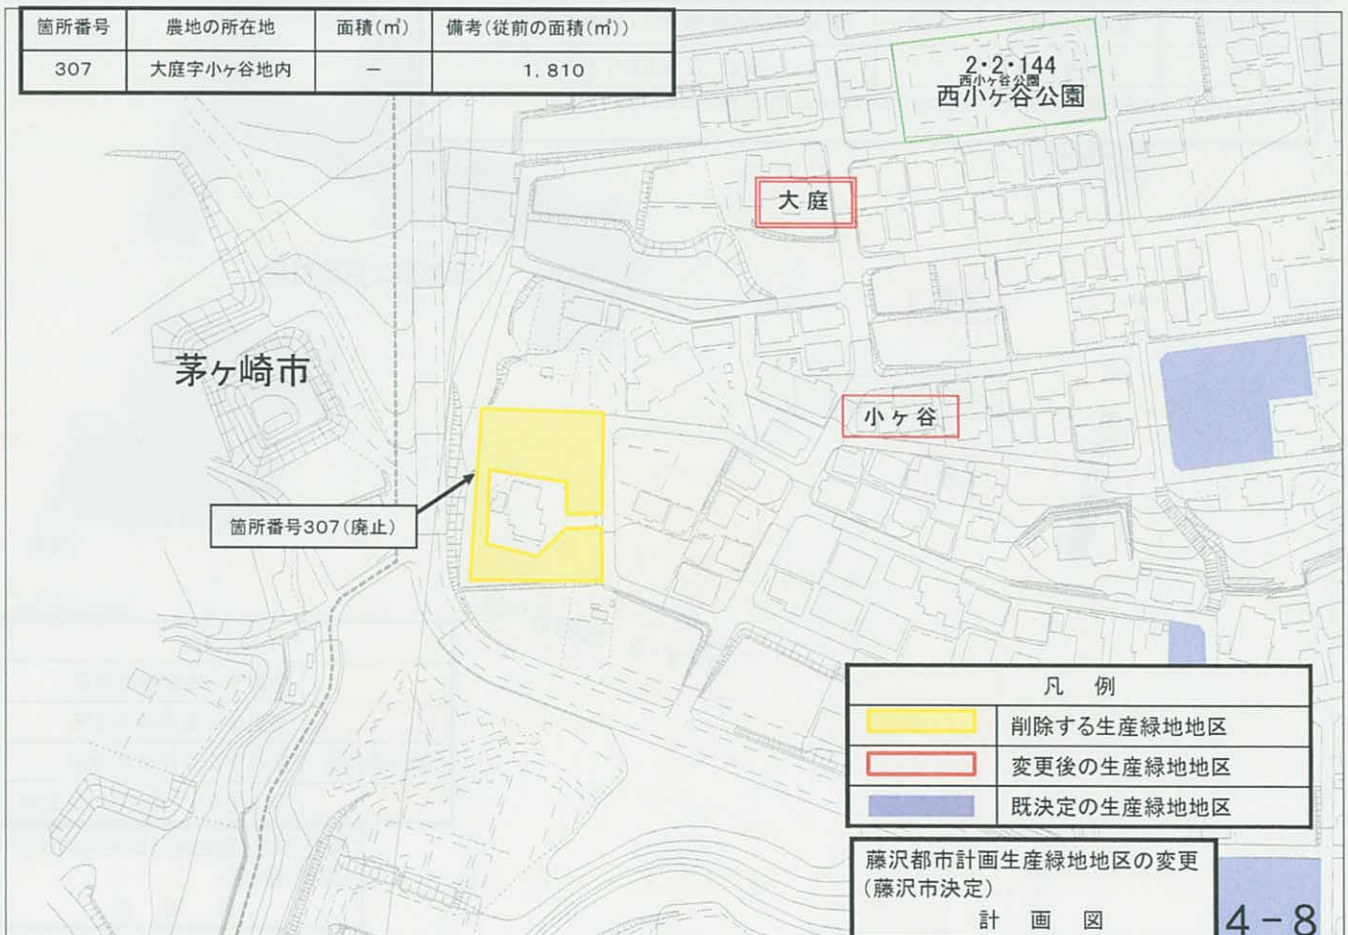 箇所番号 農地の所在地 面積(㎡) 備考(従前の面積(㎡))
307 大庭字小ヶ谷地内 － 1,810
2・2・144
西小ヶ谷公園
西小ヶ谷公園
大庭
茅ヶ崎市
小ヶ谷
箇所番号307(廃止)
凡 例
削除する生産緑地地区
変更後の生産緑地地区
既決定の生産緑地地区
藤沢都市計画生産緑地地区の変更
(藤沢市決定)
計 画 図
4-8